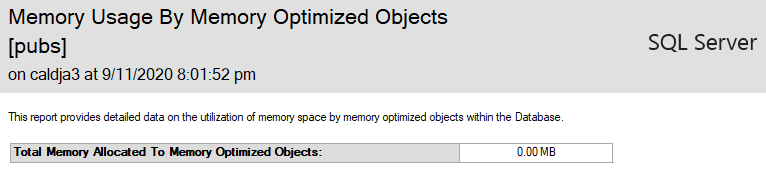 Memory Usage By Memory Optimized Objects
[pubs]
SQL Server
on caldja3 at 9/11/2020 8:01:52 pm
This report provides detailed data on the utilization of memory space by memory optimized objects within the Database.
Total Memory Allocated To Memory Optimized Objects: 0.00 MB